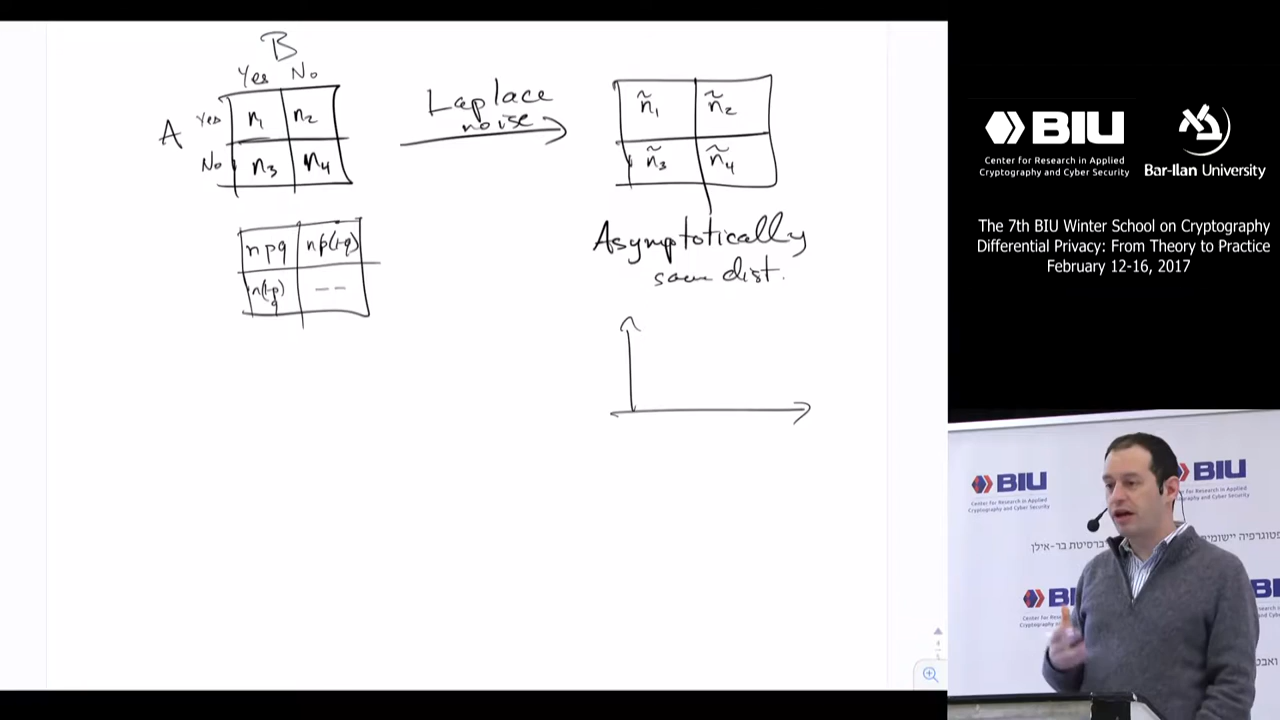 B
Yes No
A
Yes n₁ n₂
No n₃ n₄
Laplace
noise
ñ₁ ñ₂
ñ₃ ñ₄
npq np(1-q)
n(1-p)q --
Asymptotically
same dist.
BIU
Center for Research in Applied
Cryptography and Cyber Security
Bar-Ilan University
The 7th BIU Winter School on Cryptography
Differential Privacy: From Theory to Practice
February 12-16, 2017
BIU
Center for Research in Applied
Cryptography and Cyber Security
BIU
Center for Research in Applied
and Cyber Security
ברסיטת בר-אילן